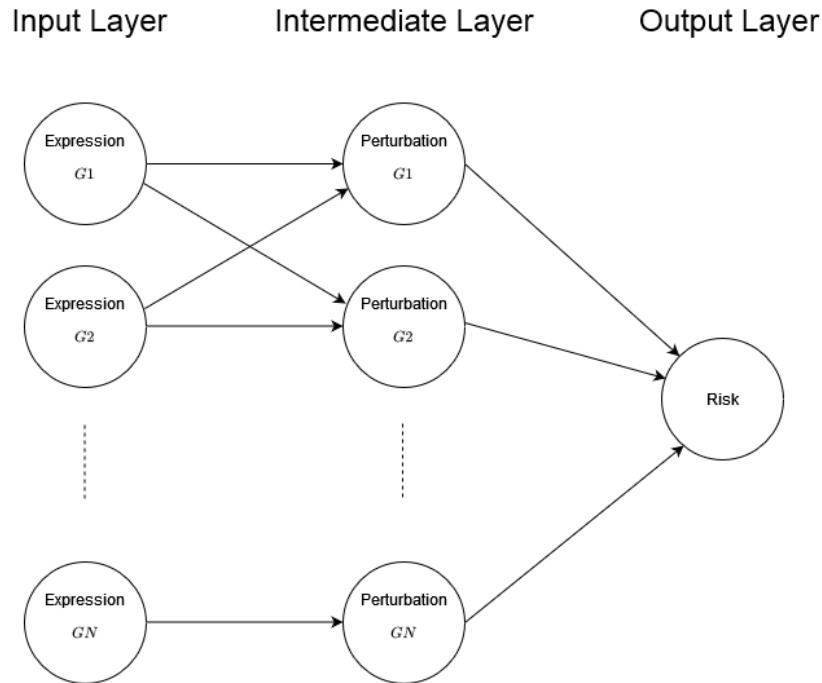 Input Layer
Intermediate Layer
Output Layer
Expression
G1
Perturbation
G1
Expression
G2
Perturbation
G2
Risk
Expression
GN
Perturbation
GN